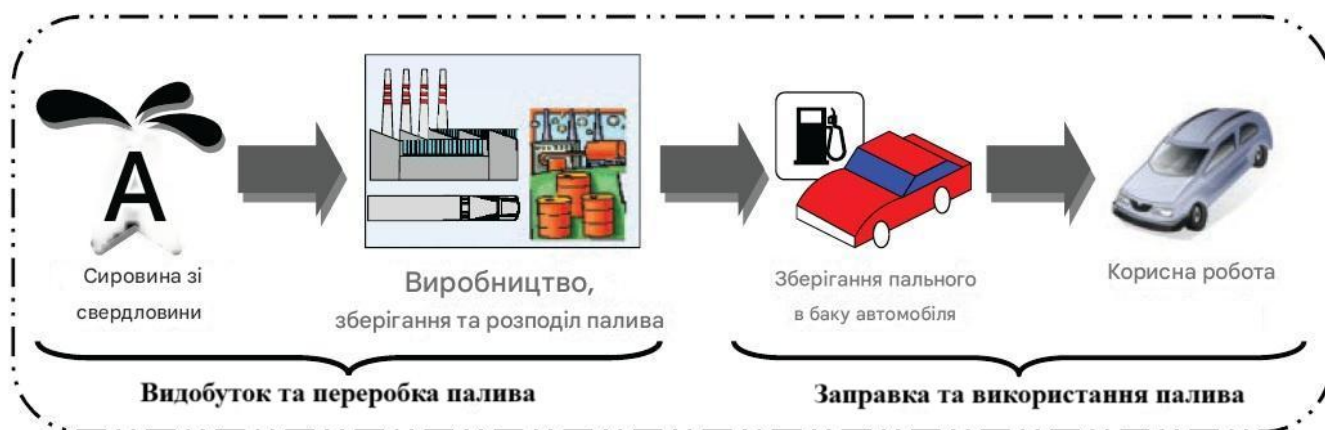 А
Сировина зі
свердловини
Виробництво,
зберігання та розподіл палива
Зберігання пального
в баку автомобіля
Корисна робота
Видобуток та переробка палива
Заправка та використання палива